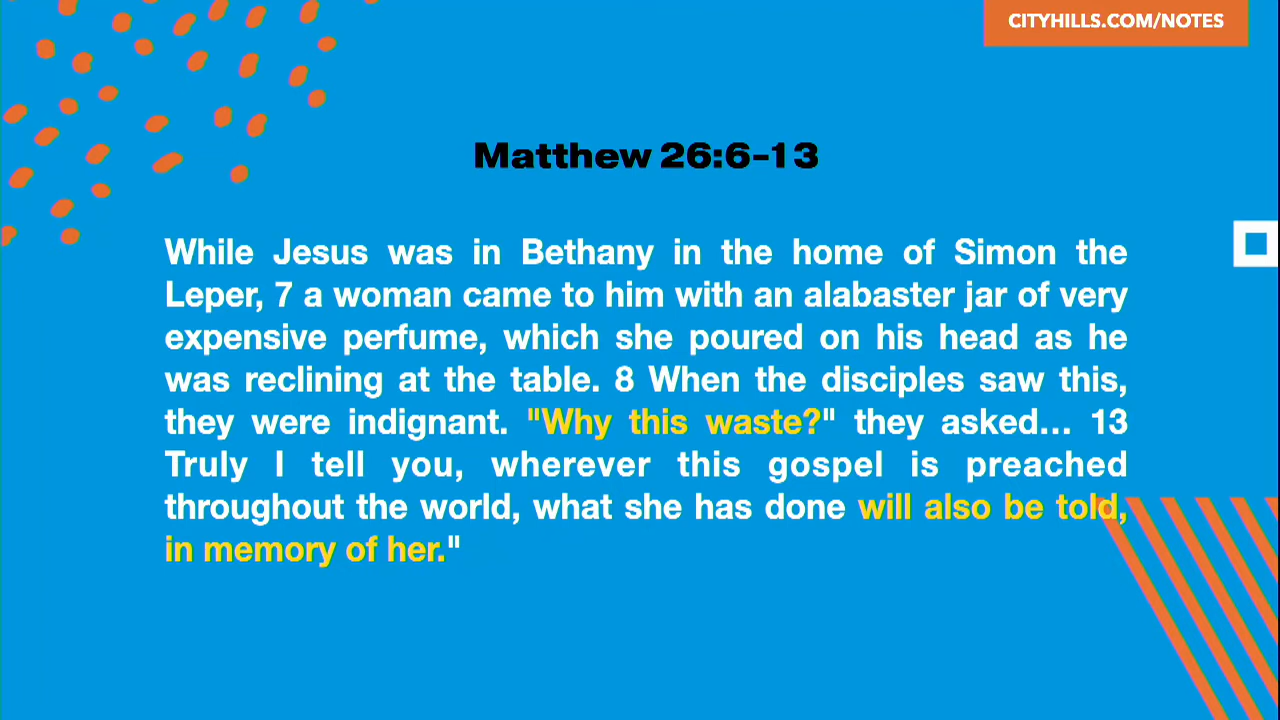 CITYHILLS.COM/NOTES
Matthew 26:6-13
While Jesus was in Bethany in the home of Simon the
Leper, 7 a woman came to him with an alabaster jar of very
expensive perfume, which she poured on his head as he
was reclining at the table. 8 When the disciples saw this,
they were indignant. "Why this waste?" they asked... 13
Truly I tell you, wherever this gospel is preached
throughout the world, what she has done will also be told,
in memory of her."